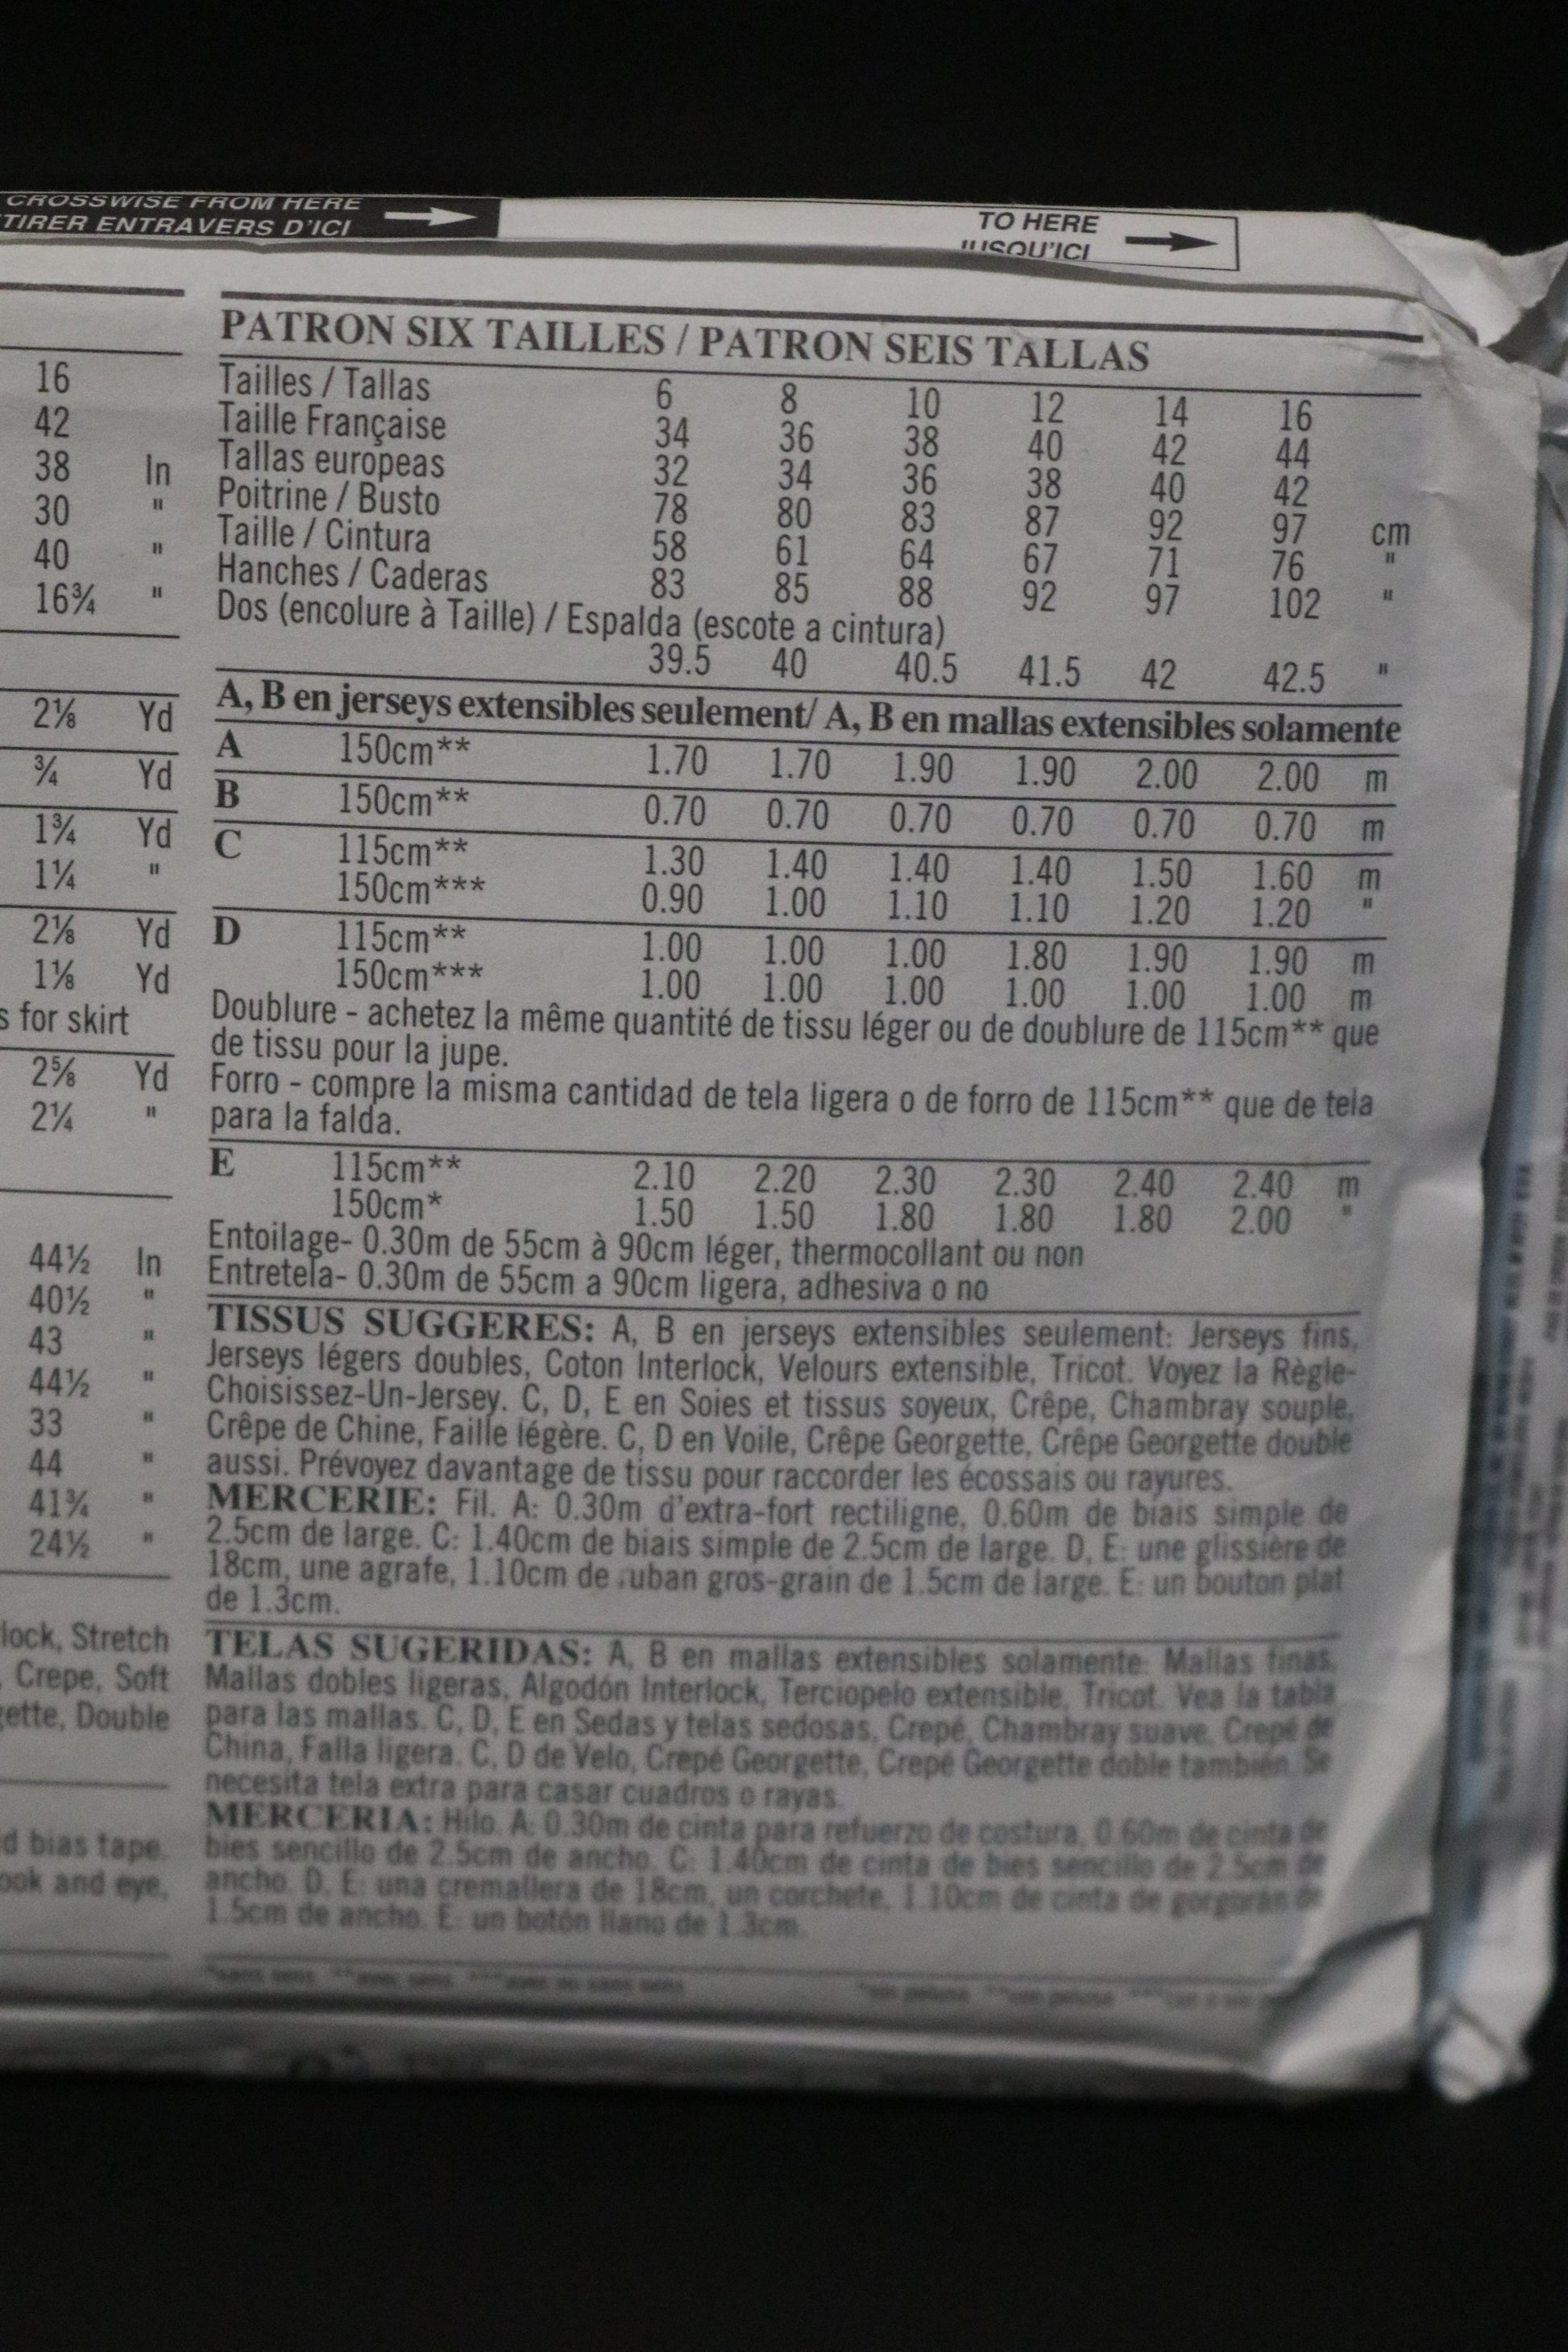 CROSSWISE FROM HERE
TIRER ENTRAVERS D'ICI
TO HERE
JUSQU'ICI
16
42
38 In
30 "
40 "
16¾ "
2⅛ Yd
¾ Yd
1¾ Yd
1¼ "
2⅛ Yd
1⅛ Yd
s for skirt
2⅝ Yd
2¼ "
44½ In
40½ "
43 "
44½ "
33 "
44 "
41¾ "
24½ "
lock, Stretch
Crepe, Soft
gette, Double
d bias tape.
ook and eye,
PATRON SIX TAILLES / PATRON SEIS TALLAS
Tailles / Tallas 6 8 10 12 14 16
Taille Française 34 36 38 40 42 44
Tallas europeas 32 34 36 38 40 42
Poitrine / Busto 78 80 83 87 92 97 cm
Taille / Cintura 58 61 64 67 71 76 "
Hanches / Caderas 83 85 88 92 97 102 "
Dos (encolure à Taille) / Espalda (escote a cintura)
39.5 40 40.5 41.5 42 42.5 "
A, B en jerseys extensibles seulement/ A, B en mallas extensibles solamente
A 150cm** 1.70 1.70 1.90 1.90 2.00 2.00 m
B 150cm** 0.70 0.70 0.70 0.70 0.70 0.70 m
C 115cm** 1.30 1.40 1.40 1.40 1.50 1.60 m
150cm*** 0.90 1.00 1.10 1.10 1.20 1.20 "
D 115cm** 1.00 1.00 1.00 1.80 1.90 1.90 m
150cm*** 1.00 1.00 1.00 1.00 1.00 1.00 m
Doublure - achetez la même quantité de tissu léger ou de doublure de 115cm** que
de tissu pour la jupe.
Forro - compre la misma cantidad de tela ligera o de forro de 115cm** que de tela
para la falda.
E 115cm** 2.10 2.20 2.30 2.30 2.40 2.40 m
150cm* 1.50 1.50 1.80 1.80 1.80 2.00 "
Entoilage- 0.30m de 55cm à 90cm léger, thermocollant ou non
Entretela- 0.30m de 55cm a 90cm ligera, adhesiva o no
TISSUS SUGGERES: A, B en jerseys extensibles seulement: Jerseys fins,
Jerseys légers doubles, Coton Interlock, Velours extensible, Tricot. Voyez la Règle-
Choisissez-Un-Jersey. C, D, E en Soies et tissus soyeux, Crêpe, Chambray souple,
Crêpe de Chine, Faille légère. C, D en Voile, Crêpe Georgette, Crêpe Georgette double
aussi. Prévoyez davantage de tissu pour raccorder les écossais ou rayures.
MERCERIE: Fil. A: 0.30m d'extra-fort rectiligne, 0.60m de biais simple de
2.5cm de large. C: 1.40cm de biais simple de 2.5cm de large. D, E: une glissière de
18cm, une agrafe, 1.10cm de ruban gros-grain de 1.5cm de large. E: un bouton plat
de 1.3cm.
TELAS SUGERIDAS: A, B en mallas extensibles solamente: Mallas finas,
Mallas dobles ligeras, Algodón Interlock, Terciopelo extensible, Tricot. Vea la tabla
para las mallas. C, D, E en Sedas y telas sedosas, Crepé, Chambray suave, Crepé de
China, Falla ligera. C, D de Velo, Crepé Georgette, Crepé Georgette doble también. Se
necesita tela extra para casar cuadros o rayas.
MERCERIA: Hilo. A: 0.30m de cinta para refuerzo de costura, 0.60m de cinta de
bies sencillo de 2.5cm de ancho. C: 1.40cm de cinta de bies sencillo de 2.5cm de
ancho. D, E: una cremallera de 18cm, un corchete, 1.10cm de cinta de gorgurán de
1.5cm de ancho. E: un botón llano de 1.3cm.
*sans sens **avec sens ***avec ou sans sens *sin pelusa **con pelusa